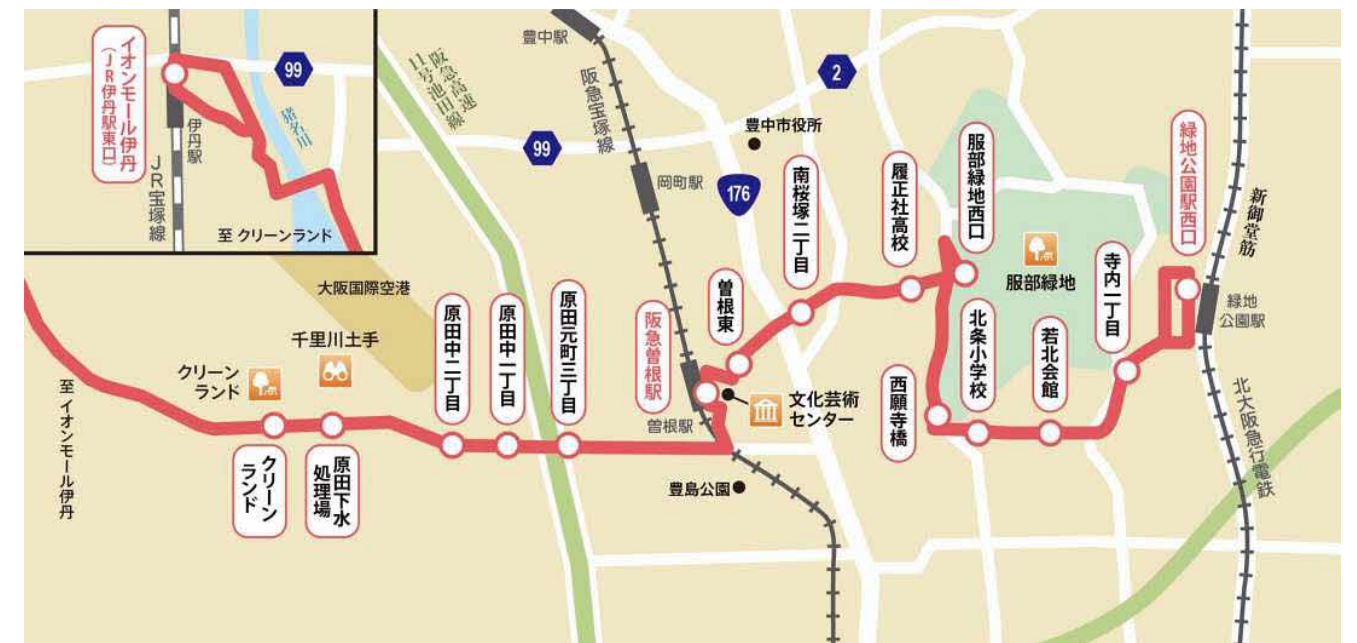 イオンモール伊丹
（ＪＲ伊丹駅東口）
伊丹駅
ＪＲ宝塚線
99
猪名川
至 クリーンランド
阪急高速
11号池田線
豊中駅
阪急宝塚線
99
2
豊中市役所
岡町駅
176
南桜塚二丁目
履正社高校
服部緑地西口
服部緑地
緑地公園駅西口
新御堂筋
寺内一丁目
緑地
公園駅
北大阪急行電鉄
大阪国際空港
千里川土手
クリーン
ランド
原田中二丁目
原田中一丁目
原田元町三丁目
阪急曽根駅
曽根東
曽根駅
文化芸術
センター
西願寺橋
北条小学校
若北会館
至 イオンモール伊丹
クリーン
ランド
原田下水
処理場
豊島公園